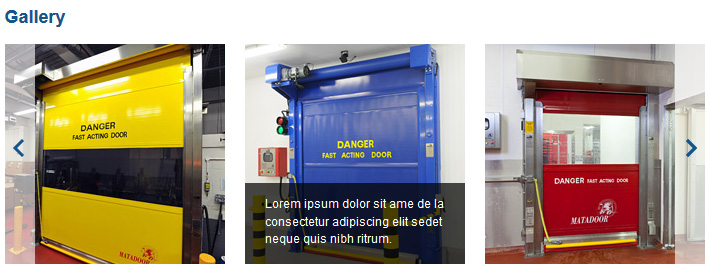 Gallery
DANGER
FAST ACTING DOOR
MATADOOR
DANGER
FAST ACTING DOOR
Lorem ipsum dolor sit ame de la
consectetur adipiscing elit sedet
neque quis nibh ritrum.
DANGER FAST ACTING DOOR
MATADOOR